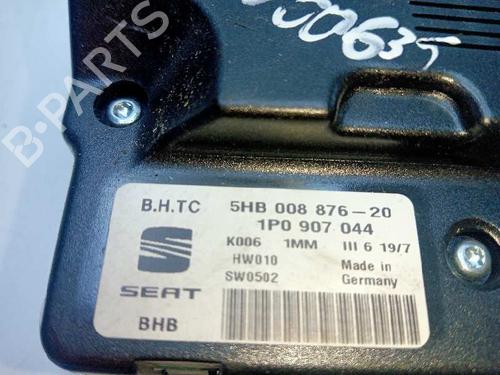 B-PARTS
50635
B.H.TC 5HB 008 876-20
1P0 907 044
K006 1MM III 6 19/7
HW010 Made in
SW0502 Germany
SEAT
BHB